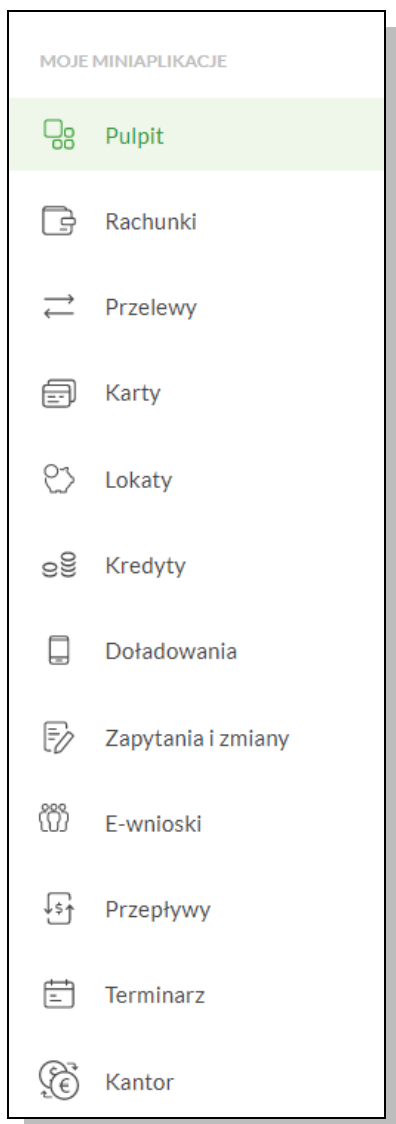 MOJE MINIAPLIKACJE
Pulpit
Rachunki
Przelewy
Karty
Lokaty
Kredyty
Doładowania
Zapytania i zmiany
E-wnioski
Przepływy
Terminarz
Kantor